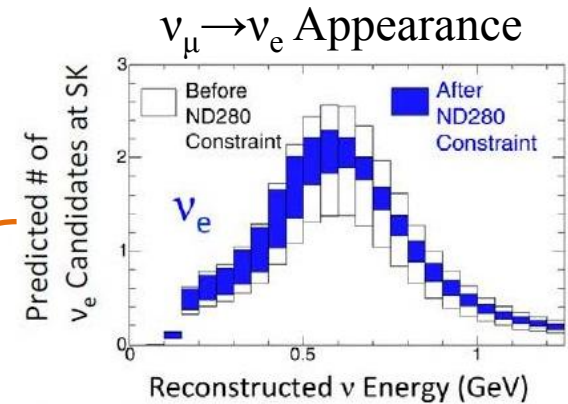 νμ→νe Appearance
3
2
1
0
Before
ND280
Constraint
After
ND280
Constraint
νe
Predicted # of
νe Candidates at SK
0 0.5 1
Reconstructed ν Energy (GeV)